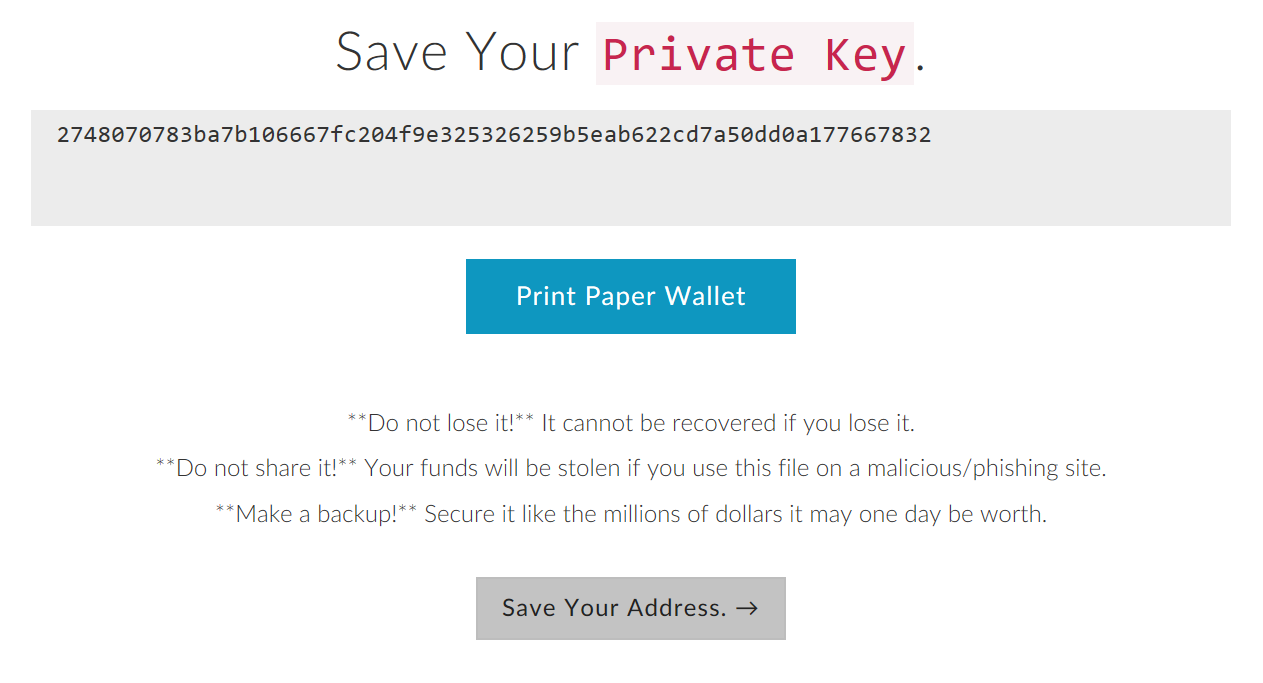 Save Your Private Key.
2748070783ba7b106667fc204f9e325326259b5eab622cd7a50dd0a177667832
Print Paper Wallet
**Do not lose it!** It cannot be recovered if you lose it.
**Do not share it!** Your funds will be stolen if you use this file on a malicious/phishing site.
**Make a backup!** Secure it like the millions of dollars it may one day be worth.
Save Your Address. →